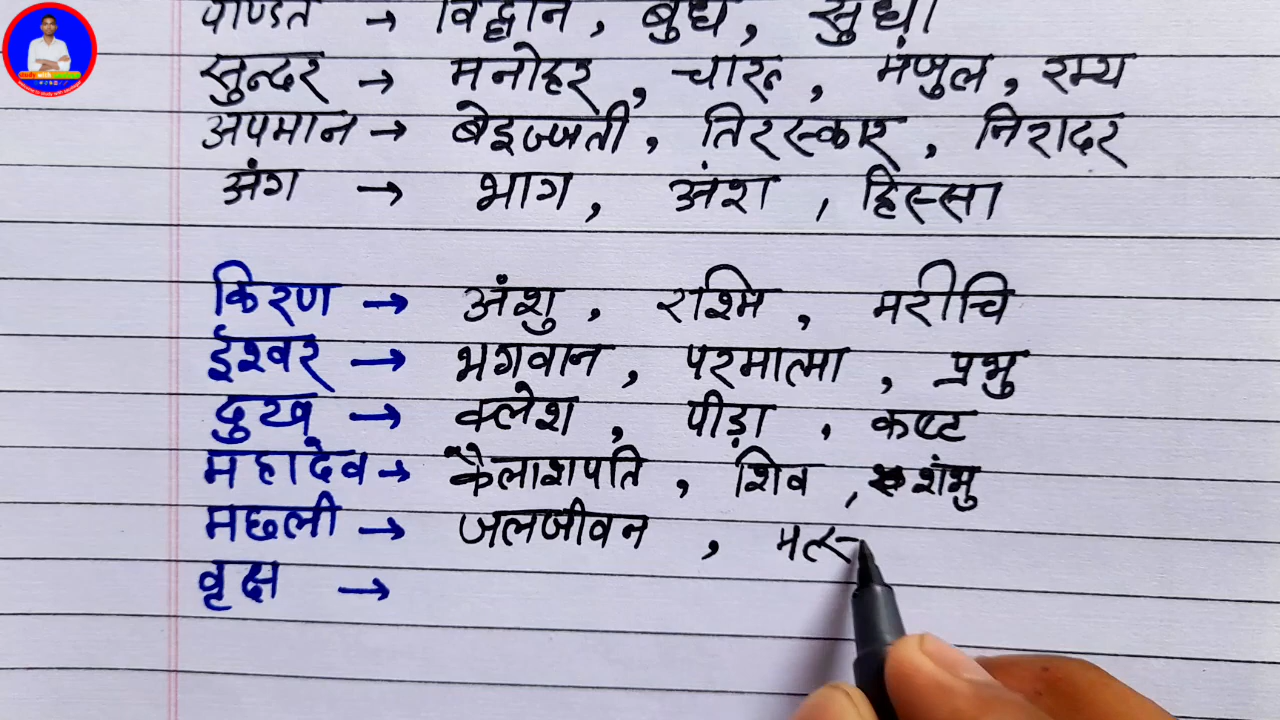 पण्डित → विद्वान, बुध, सुधी
सुन्दर → मनोहर, चारु, मंजुल, रम्य
अपमान → बेइज्जती, तिरस्कार, निरादर
अंग → भाग, अंश, हिस्सा
किरण → अंशु, रश्मि, मरीचि
ईश्वर → भगवान, परमात्मा, प्रभु
दुख → क्लेश, पीड़ा, कष्ट
महादेव → कैलाशपति, शिव, शंभु
मछली → जलजीवन, मत्स
वृक्ष →